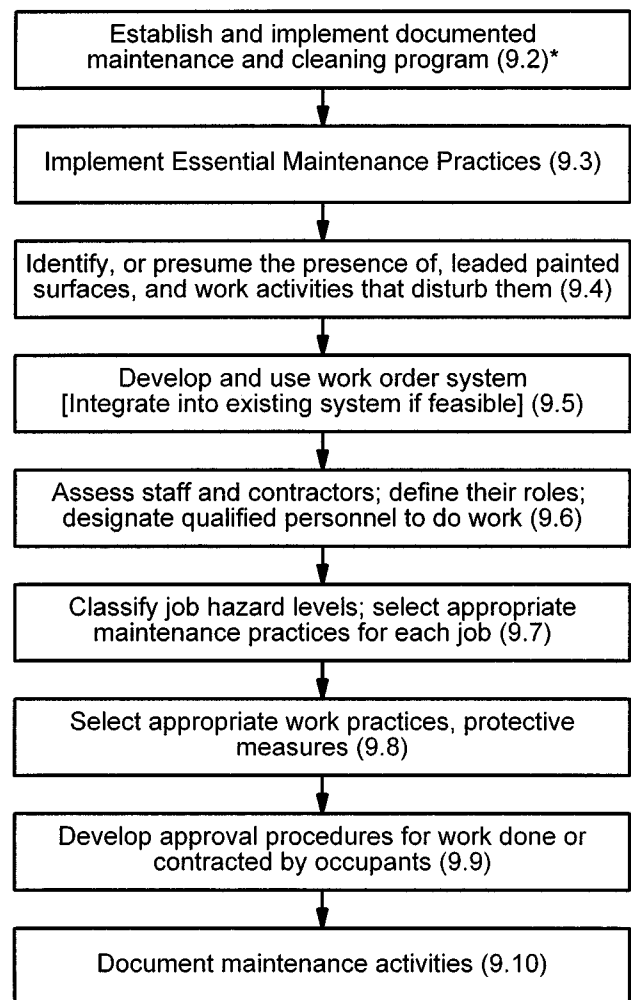 Establish and implement documented
maintenance and cleaning program (9.2)*
Implement Essential Maintenance Practices (9.3)
Identify, or presume the presence of, leaded painted
surfaces, and work activities that disturb them (9.4)
Develop and use work order system
[Integrate into existing system if feasible] (9.5)
Assess staff and contractors; define their roles;
designate qualified personnel to do work (9.6)
Classify job hazard levels; select appropriate
maintenance practices for each job (9.7)
Select appropriate work practices, protective
measures (9.8)
Develop approval procedures for work done or
contracted by occupants (9.9)
Document maintenance activities (9.10)